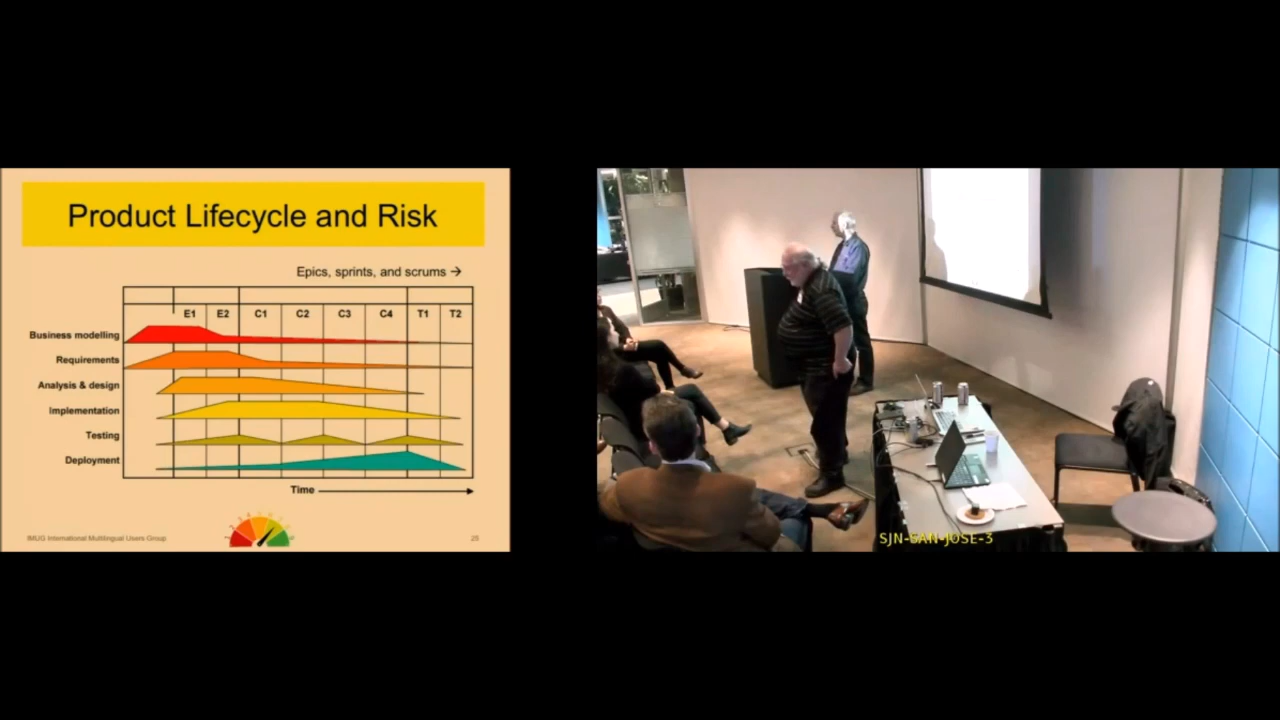 Product Lifecycle and Risk
Epics, sprints, and scrums →
E1 E2 C1 C2 C3 C4 T1 T2
Business modelling
Requirements
Analysis & design
Implementation
Testing
Deployment
Time
IMUG International Multilingual Users Group
25
SJN-SAN-JOSE-3